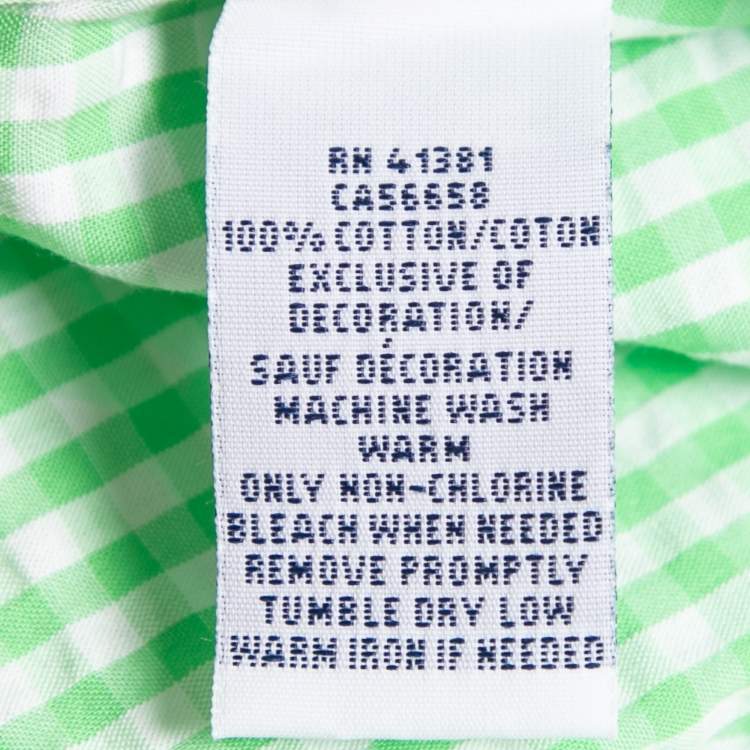 RN 41381
CA56658
100% COTTON/COTON
EXCLUSIVE OF
DECORATION/
SAUF DÉCORATION
MACHINE WASH
WARM
ONLY NON-CHLORINE
BLEACH WHEN NEEDED
REMOVE PROMPTLY
TUMBLE DRY LOW
WARM IRON IF NEEDED